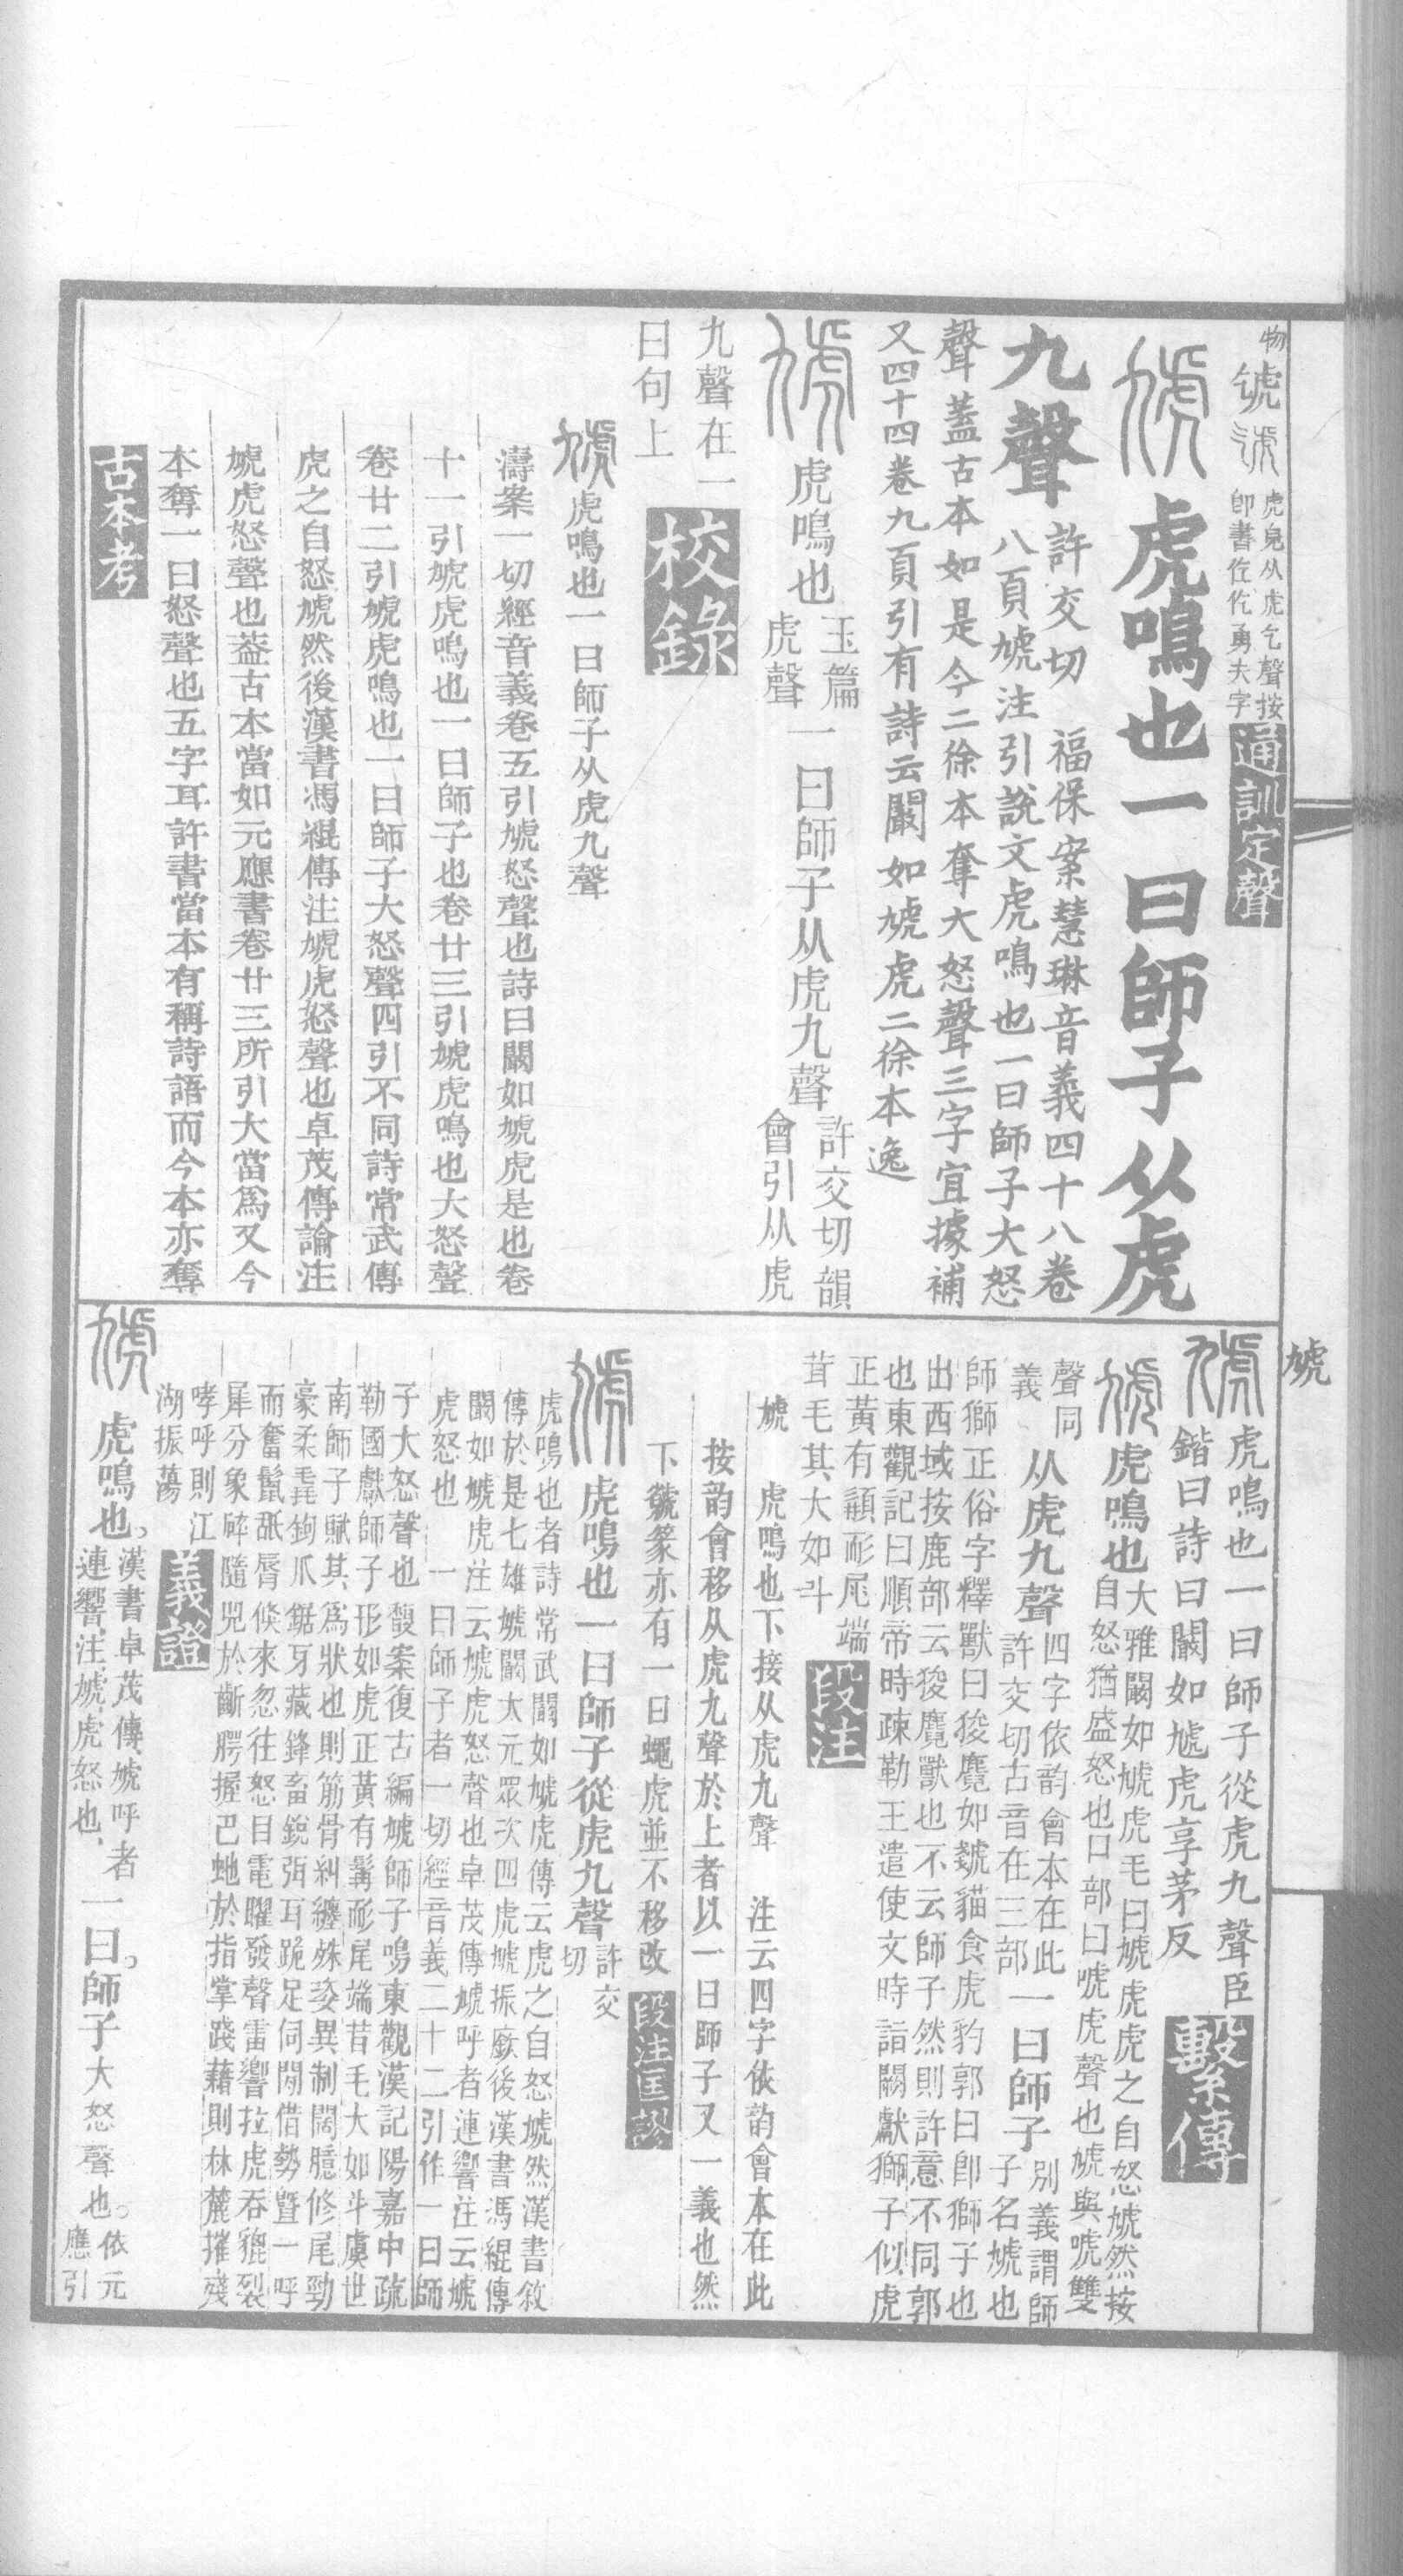 物
虎皃从虎乞聲按
卽書仡仡勇夫字
通訓定聲
虎鳴也一曰師子从虎
九聲
許交切　福保案慧琳音義四十八卷
八頁虓注引說文虎鳴也一曰師子大怒
聲蓋古本如是今二徐本奪大怒聲三字宜據補
又四十四卷九頁引有詩云闞如虓虎二徐本逸
虎鳴也
玉篇
虎聲
一曰師子从虎九聲
許交切韻
會引从虎
九聲在一
曰句上
校錄
虎鳴也一曰師子从虎九聲
濤案一切經音義卷五引虓怒聲也詩曰闞如虓虎是也卷
十一引虓虎鳴也一曰師子也卷廿三引虓虎鳴也大怒聲
卷廿二引虓虎鳴也一曰師子大怒聲四引不同詩常武傳
虎之自怒虓然後漢書馮緄傳注虓虎怒聲也卓茂傳論注
虓虎怒聲也葢古本當如元應書卷廿三所引大當爲又今
本奪一曰怒聲也五字耳許書當本有稱詩語而今本亦奪
古本考
虓
虎鳴也一曰師子從虎九聲臣
鍇曰詩曰闞如虓虎享茅反
繫傳
虎鳴也
大雅闞如虓虎毛曰虓虎虎之自怒虓然按
自怒猶盛怒也口部曰唬虎聲也虓與唬雙
聲同
義
从虎九聲
四字依韵會本在此
許交切古音在三部
一曰師子
別義謂師
子名虓也
師獅正俗字釋獸曰狻麑如虦貓食虎豹郭曰卽獅子也
出西域按鹿部云狻麑獸也不云師子然則許意不同郭
也東觀記曰順帝時疎勒王遣使文時詣闕獻獅子似虎
正黃有䫇耏尾端
茸毛其大如斗
段注
虓　虎鳴也下接从虎九聲　注云四字依韵會本在此
按韵會移从虎九聲於上者以一曰師子又一義也然
下虩篆亦有一曰蠅虎並不移改
段注匡謬
虎鳴也一曰師子從虎九聲
許交
切
虎鳴也者詩常武闞如虓虎傳云虎之自怒虓然漢書敘
傳於是七雄虓闞太元眾次四虎虓振廞後漢書馮緄傳
闞如虓虎注云虓虎怒聲也卓茂傳虓呼者連響注云虓
虎怒也　一曰師子者一切經音義二十二引作一曰師
子大怒聲也馥案復古編虓師子鳴東觀漢記陽嘉中疏
勒國獻師子形如虎正黃有髯耏尾端茸毛大如斗虞世
南師子賦其爲狀也則筋骨糾纏殊姿異制闊臆修尾勁
豪柔毳鉤爪鋸牙藏鋒畜銳弭耳跪足伺閒借勢暨一呼
而奮鬣舐脣倏來忽往怒目電曜發聲雷響拉虎吞貔裂
犀分象碎隨兕於齗腭握巴虵於指掌踐藉則林麓摧殘
哮呼則江
湖振蕩
義證
虎鳴也，
漢書卓茂傳，虓呼者
連響，注，虓，虎怒也，
一曰。師子大怒聲也。
依元
應引